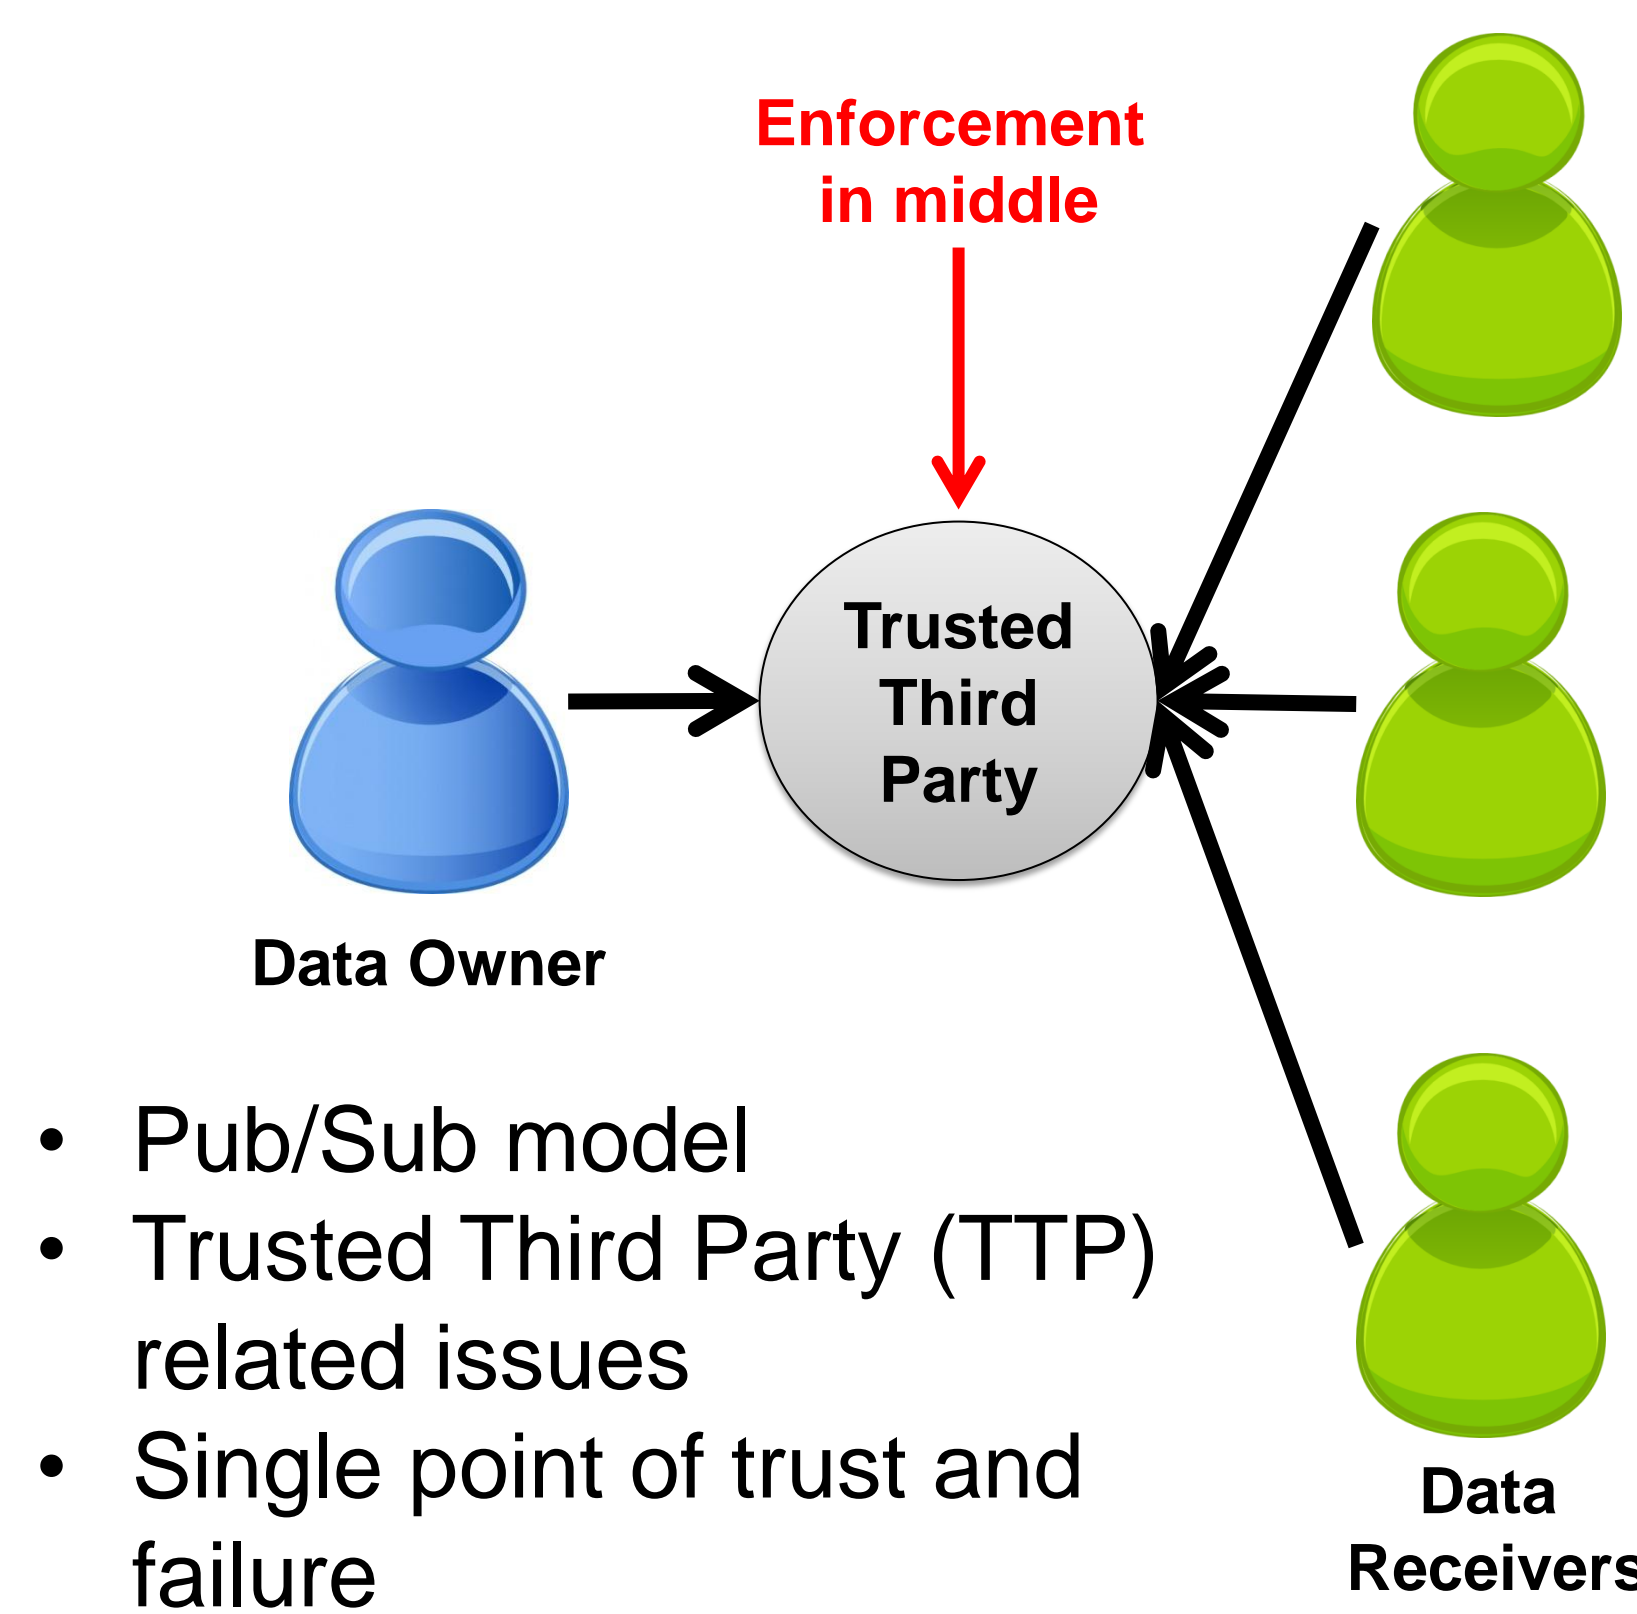 Enforcement
in middle
Trusted
Third
Party
Data Owner
• Pub/Sub model
• Trusted Third Party (TTP)
related issues
• Single point of trust and
failure
Data
Receivers